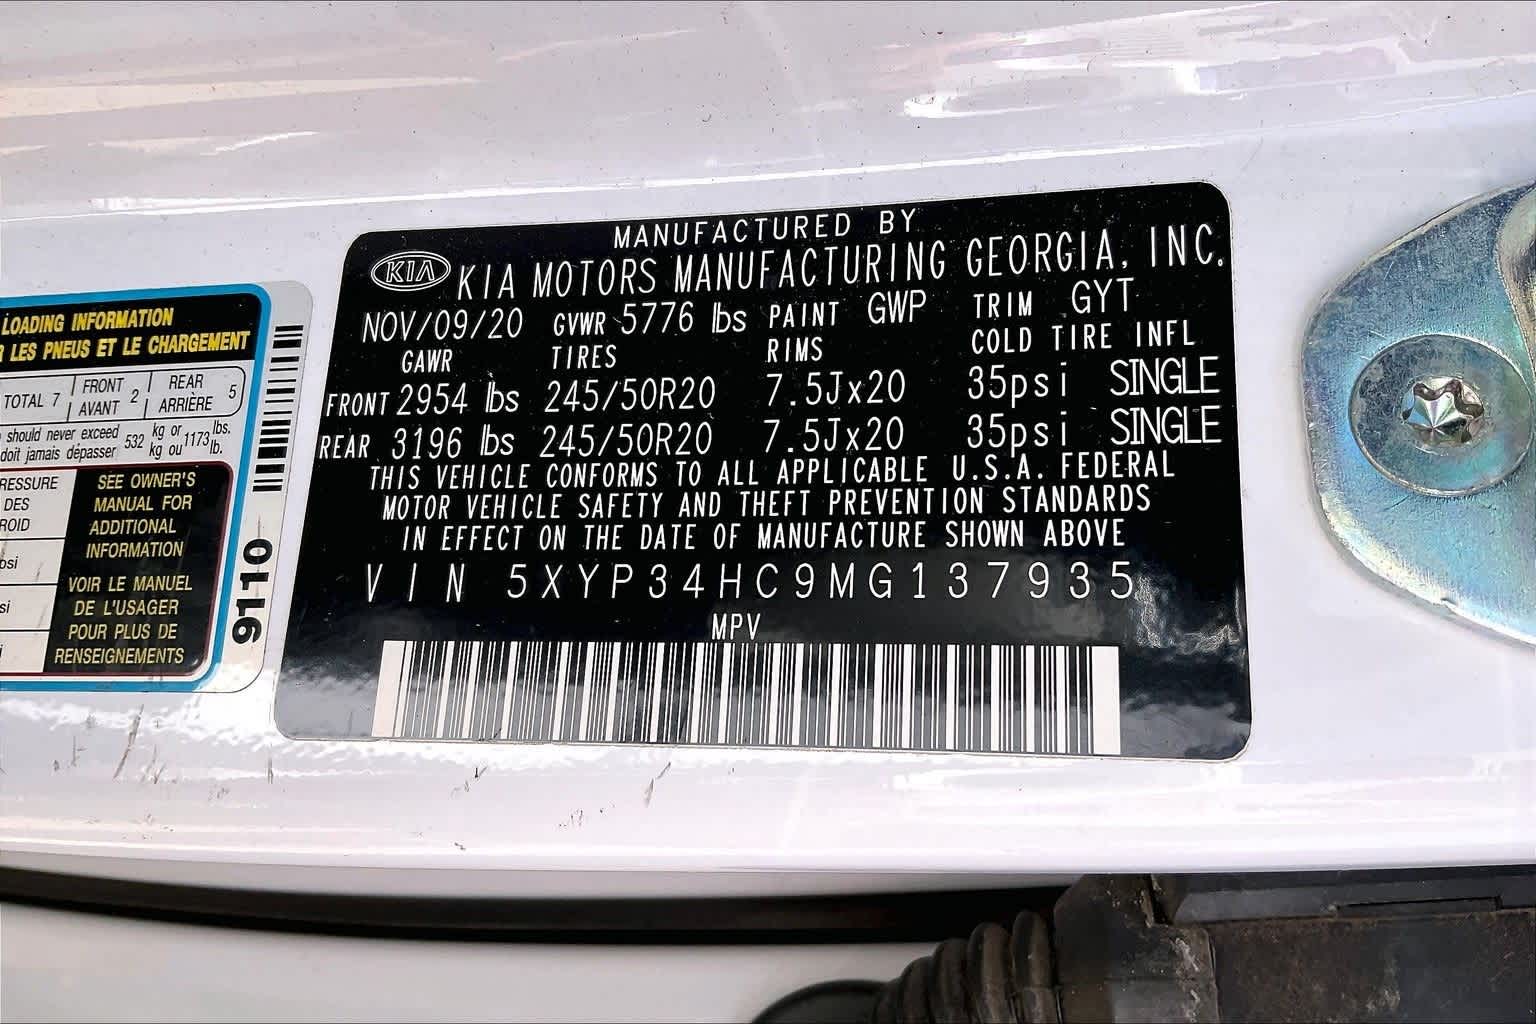 MANUFACTURED BY
KIA KIA MOTORS MANUFACTURING GEORGIA, INC.
NOV/09/20 GVWR 5776 lbs PAINT GWP TRIM GYT
GAWR TIRES RIMS COLD TIRE INFL
FRONT 2954 lbs 245/50R20 7.5Jx20 35psi SINGLE
REAR 3196 lbs 245/50R20 7.5Jx20 35psi SINGLE
THIS VEHICLE CONFORMS TO ALL APPLICABLE U.S.A. FEDERAL
MOTOR VEHICLE SAFETY AND THEFT PREVENTION STANDARDS
IN EFFECT ON THE DATE OF MANUFACTURE SHOWN ABOVE
VIN 5XYP34HC9MG137935
MPV
LOADING INFORMATION
R LES PNEUS ET LE CHARGEMENT
TOTAL 7 FRONT AVANT 2 REAR ARRIÈRE 5
should never exceed 532 kg or 1173 lbs.
doit jamais dépasser kg ou lb.
RESSURE
DES
ROID
psi
si
i
SEE OWNER'S
MANUAL FOR
ADDITIONAL
INFORMATION
VOIR LE MANUEL
DE L'USAGER
POUR PLUS DE
RENSEIGNEMENTS
9110